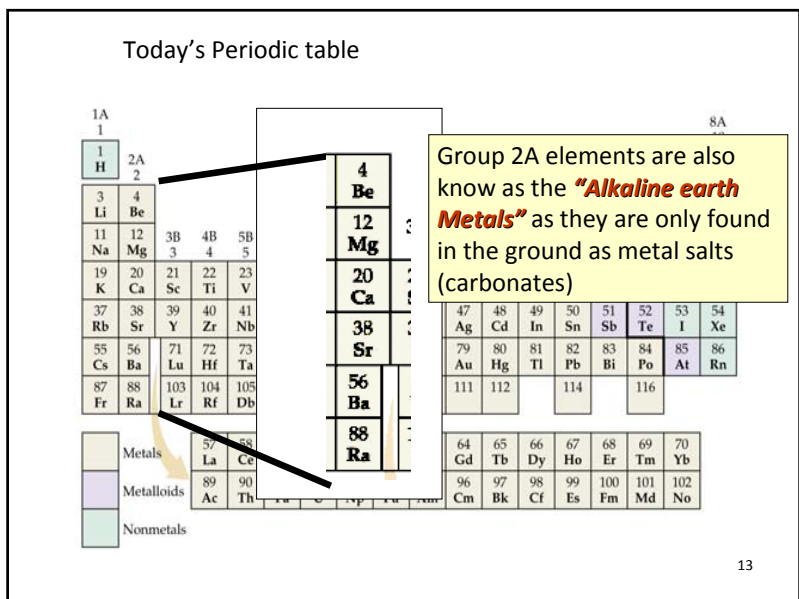 Today's Periodic table
1A
1
8A
1
H
2A
2
3
Li
4
Be
11
Na
12
Mg
3B
3
4B
4
5B
5
19
K
20
Ca
21
Sc
22
Ti
23
V
37
Rb
38
Sr
39
Y
40
Zr
41
Nb
55
Cs
56
Ba
71
Lu
72
Hf
73
Ta
87
Fr
88
Ra
103
Lr
104
Rf
105
Db
4
Be
12
Mg
20
Ca
38
Sr
56
Ba
88
Ra
Group 2A elements are also
know as the "Alkaline earth
Metals" as they are only found
in the ground as metal salts
(carbonates)
47
Ag
48
Cd
49
In
50
Sn
51
Sb
52
Te
53
I
54
Xe
79
Au
80
Hg
81
Tl
82
Pb
83
Bi
84
Po
85
At
86
Rn
111
112
114
116
Metals
Metalloids
Nonmetals
57
La
58
Ce
64
Gd
65
Tb
66
Dy
67
Ho
68
Er
69
Tm
70
Yb
89
Ac
90
Th
96
Cm
97
Bk
98
Cf
99
Es
100
Fm
101
Md
102
No
13